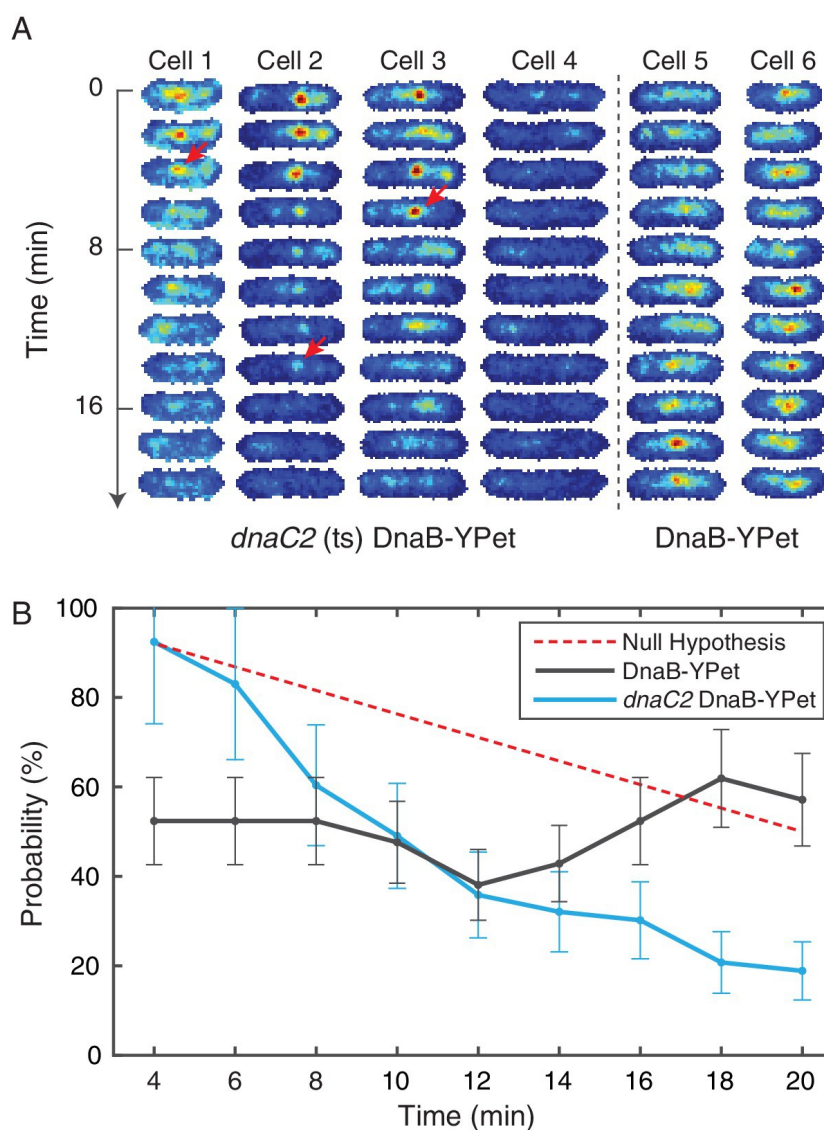 A
Cell 1 Cell 2 Cell 3 Cell 4 Cell 5 Cell 6
0
8
16
Time (min)
dnaC2 (ts) DnaB-YPet DnaB-YPet
B
100
80
60
40
20
0
Probability (%)
Null Hypothesis
DnaB-YPet
dnaC2 DnaB-YPet
4 6 8 10 12 14 16 18 20
Time (min)